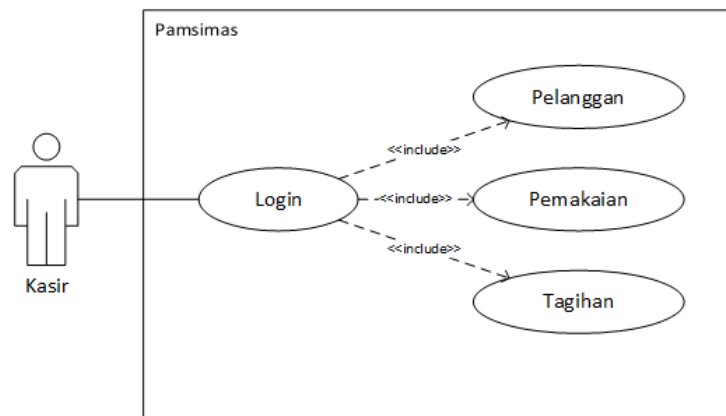 Pamsimas
Pelanggan
<<include>>
Login
<<include>>
Pemakaian
<<include>>
Tagihan
Kasir